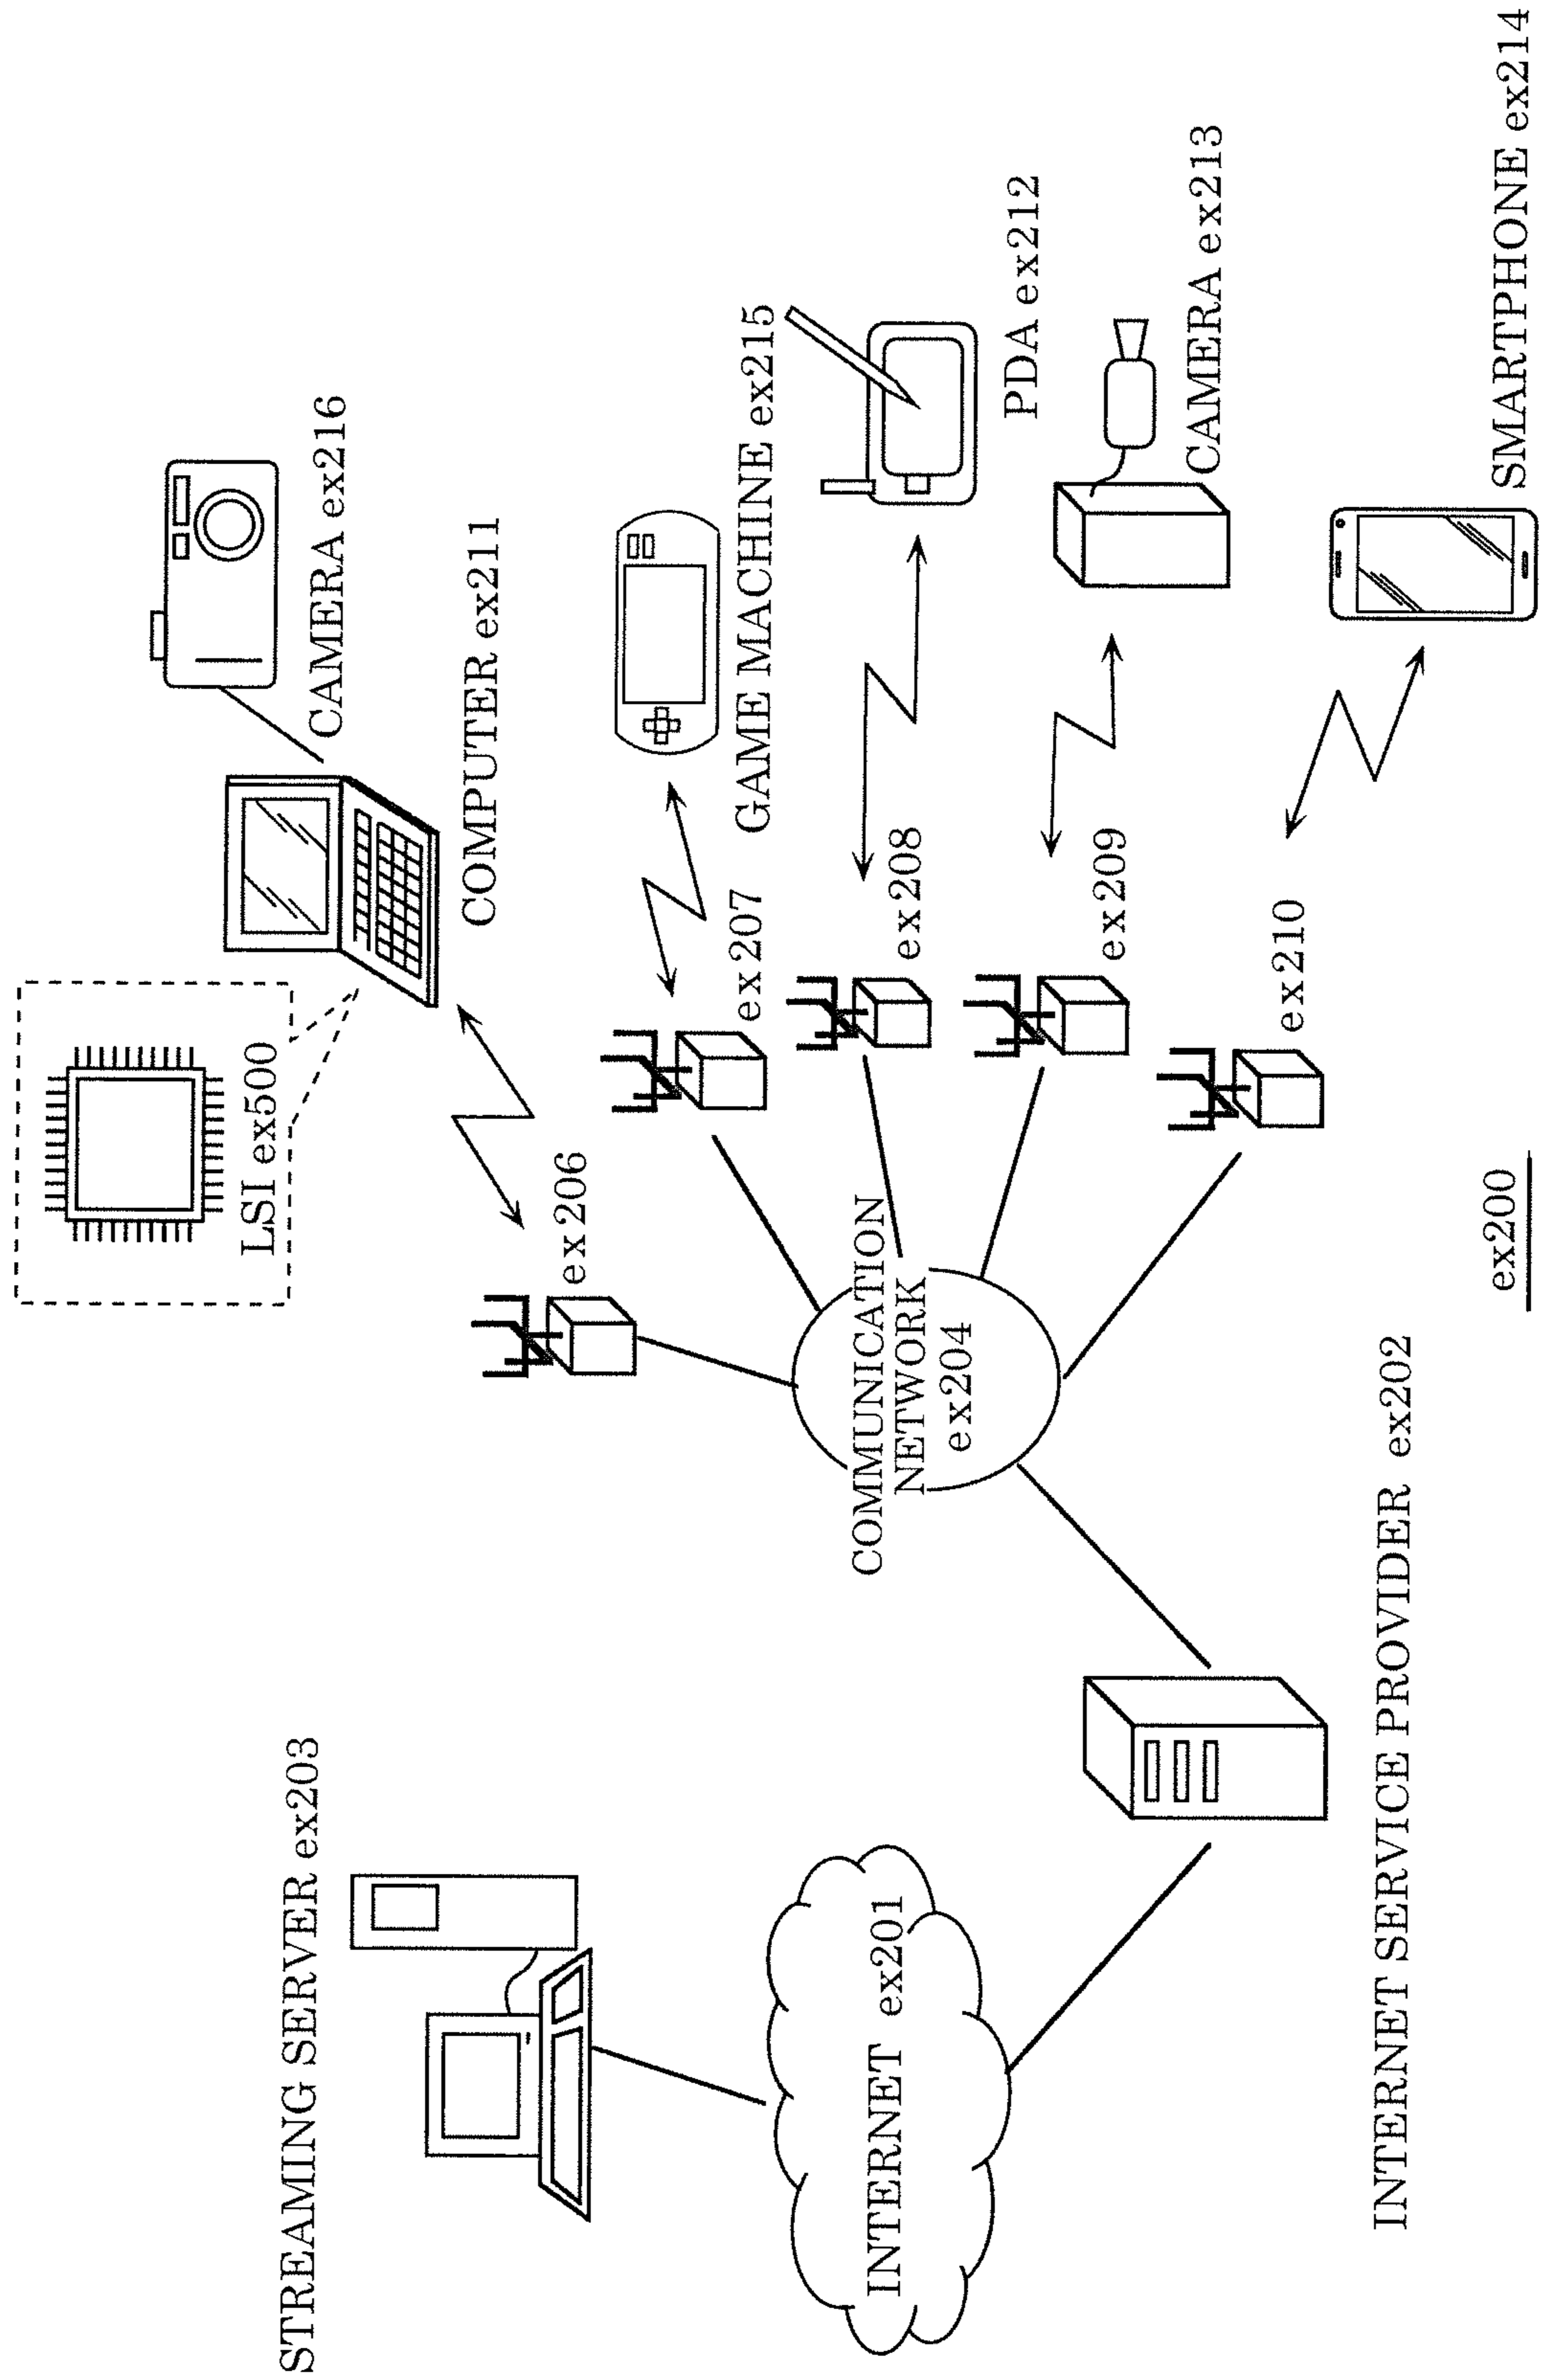 LSI ex500
CAMERA ex216
COMPUTER ex211
STREAMING SERVER ex203
ex206
ex207
GAME MACHINE ex215
INTERNET ex201
COMMUNICATION
NETWORK
ex204
ex208
PDA ex212
ex209
CAMERA ex213
ex210
INTERNET SERVICE PROVIDER ex202
SMARTPHONE ex214
ex200